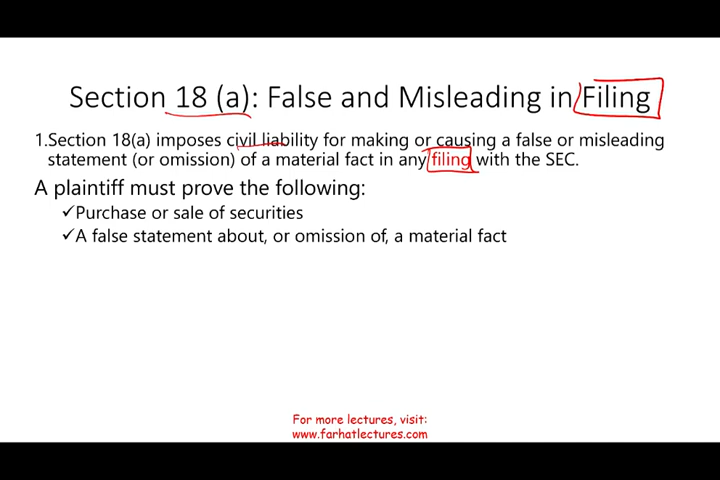 Section 18 (a): False and Misleading in Filing
1.Section 18(a) imposes civil liability for making or causing a false or misleading
statement (or omission) of a material fact in any filing with the SEC.
A plaintiff must prove the following:
✓Purchase or sale of securities
✓A false statement about, or omission of, a material fact
For more lectures, visit:
www.farhatlectures.com